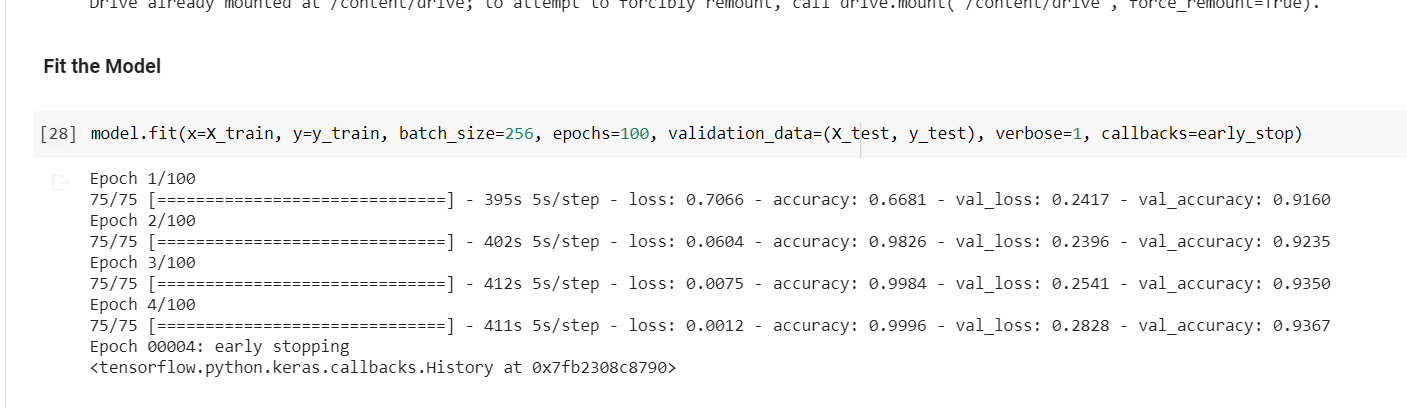 Drive already mounted at /content/drive; to attempt to forcibly remount, call drive.mount("/content/drive", force_remount=True).
Fit the Model
[28] model.fit(x=X_train, y=y_train, batch_size=256, epochs=100, validation_data=(X_test, y_test), verbose=1, callbacks=early_stop)
Epoch 1/100
75/75 [==============================] - 395s 5s/step - loss: 0.7066 - accuracy: 0.6681 - val_loss: 0.2417 - val_accuracy: 0.9160
Epoch 2/100
75/75 [==============================] - 402s 5s/step - loss: 0.0604 - accuracy: 0.9826 - val_loss: 0.2396 - val_accuracy: 0.9235
Epoch 3/100
75/75 [==============================] - 412s 5s/step - loss: 0.0075 - accuracy: 0.9984 - val_loss: 0.2541 - val_accuracy: 0.9350
Epoch 4/100
75/75 [==============================] - 411s 5s/step - loss: 0.0012 - accuracy: 0.9996 - val_loss: 0.2828 - val_accuracy: 0.9367
Epoch 00004: early stopping
<tensorflow.python.keras.callbacks.History at 0x7fb2308c8790>